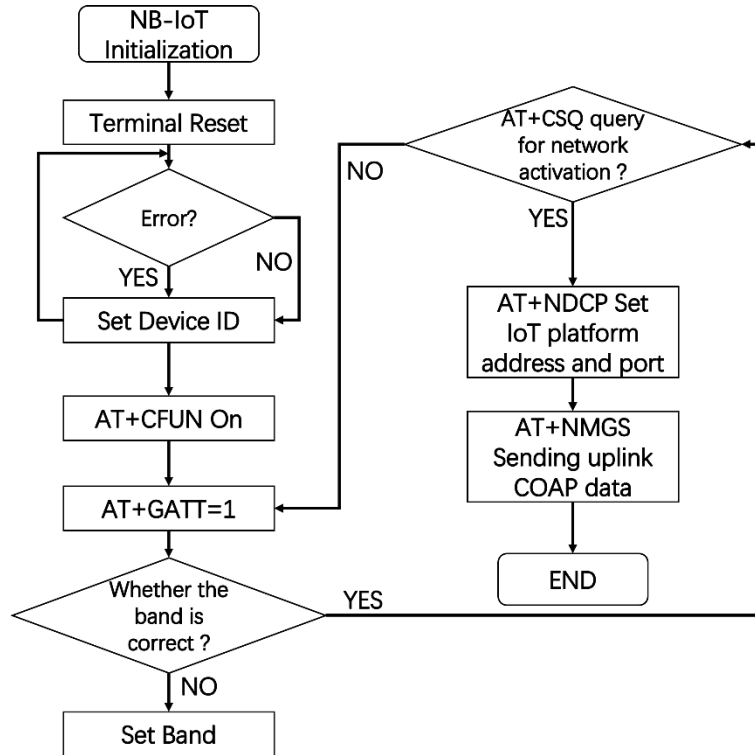 NB-IoT
Initialization
Terminal Reset
Error?
YES
NO
Set Device ID
AT+CFUN On
AT+GATT=1
Whether the
band is
correct ?
YES
NO
Set Band
AT+CSQ query
for network
activation ?
NO
YES
AT+NDCP Set
IoT platform
address and port
AT+NMGS
Sending uplink
COAP data
END